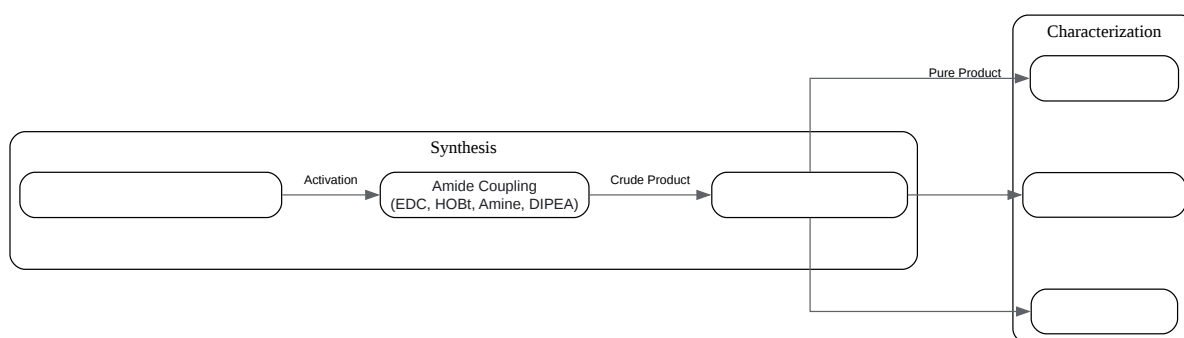 Characterization
Pure Product
Synthesis
Activation
Amide Coupling
(EDC, HOBt, Amine, DIPEA)
Crude Product